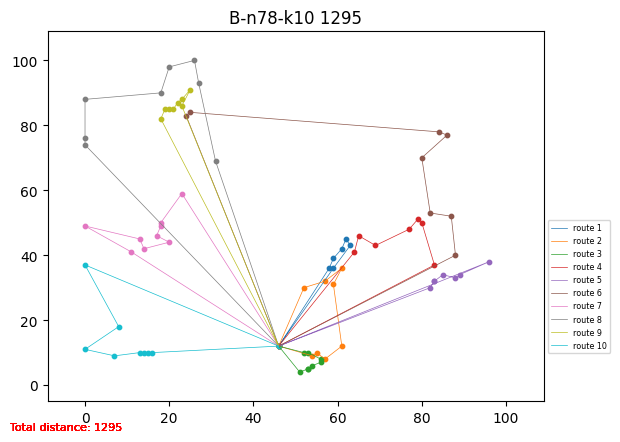 B-n78-k10 1295
100
80
60
40
20
0
0
20
40
60
80
100
route 1
route 2
route 3
route 4
route 5
route 6
route 7
route 8
route 9
route 10
Total distance: 1295